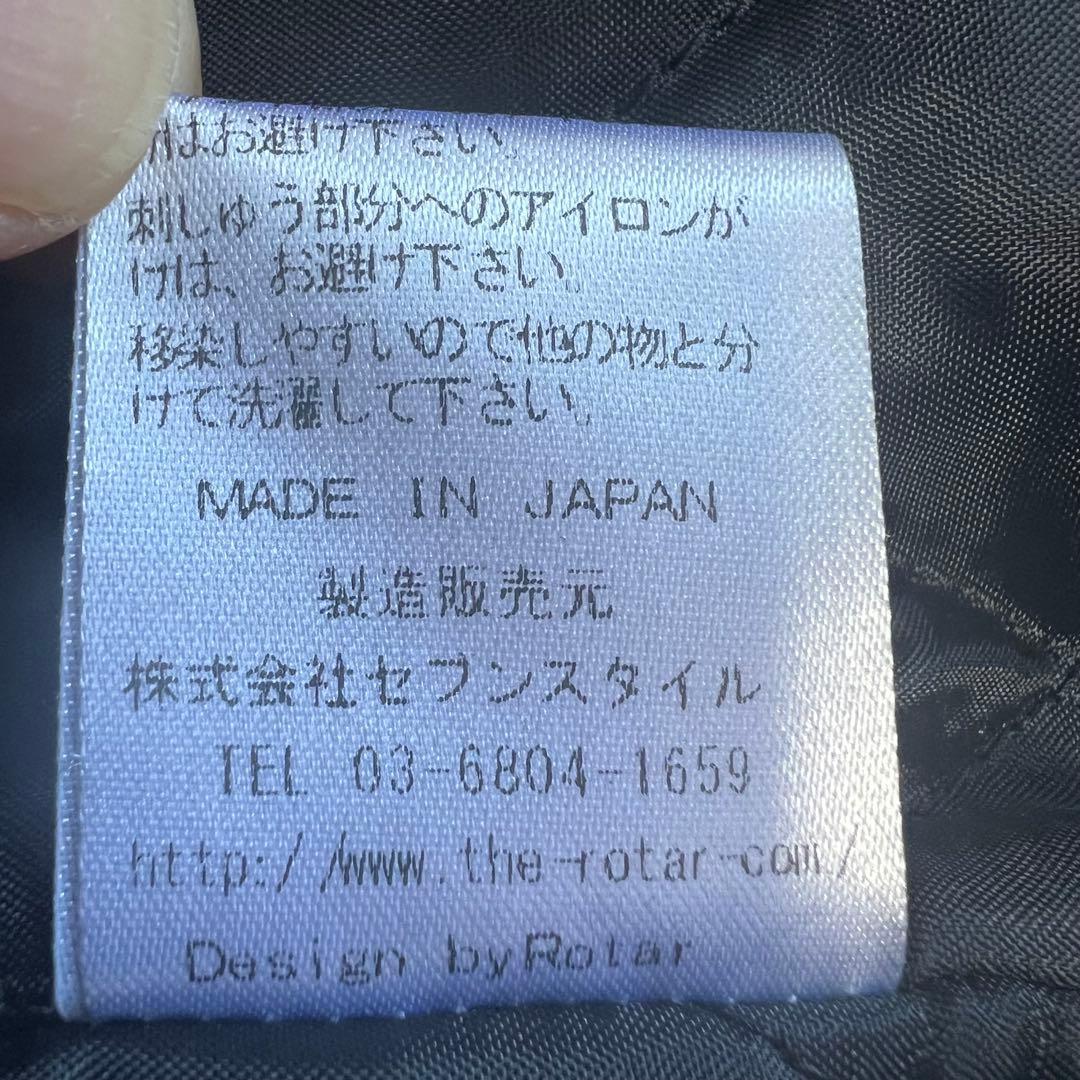 はお避け下さい。
刺しゅう部分へのアイロンが
けは、お避け下さい。
移染しやすいので他の物と分
けて洗濯して下さい。
MADE IN JAPAN
製造販売元
株式会社セブンスタイル
TEL 03-6804-1659
http://www.the-rotar-com/
Design byRotar